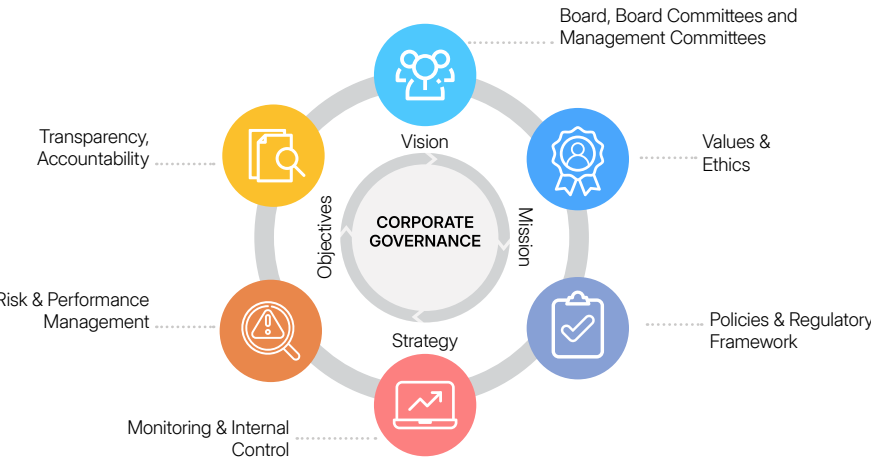 Board, Board Committees and
Management Committees
Transparency,
Accountability
Vision
Values &
Ethics
Objectives
CORPORATE
GOVERNANCE
Mission
Risk & Performance
Management
Policies & Regulatory
Framework
Strategy
Monitoring & Internal
Control